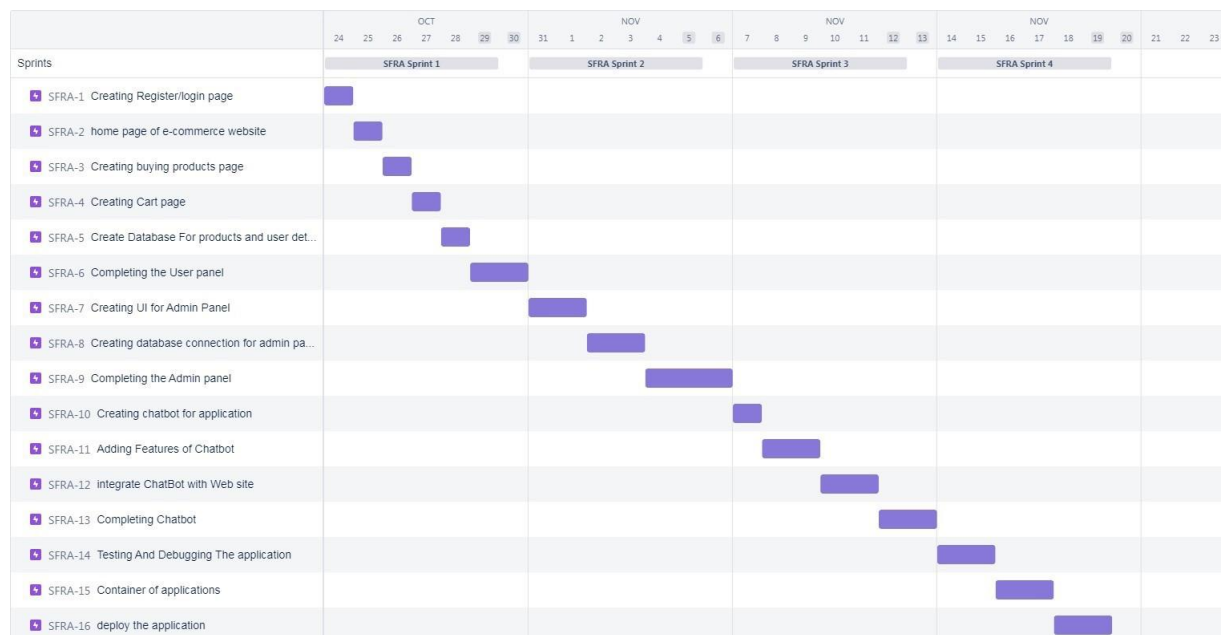 OCT NOV NOV NOV
24 25 26 27 28 29 30 31 1 2 3 4 5 6 7 8 9 10 11 12 13 14 15 16 17 18 19 20 21 22 23
Sprints SFRA Sprint 1 SFRA Sprint 2 SFRA Sprint 3 SFRA Sprint 4
SFRA-1 Creating Register/login page
SFRA-2 home page of e-commerce website
SFRA-3 Creating buying products page
SFRA-4 Creating Cart page
SFRA-5 Create Database For products and user det...
SFRA-6 Completing the User panel
SFRA-7 Creating UI for Admin Panel
SFRA-8 Creating database connection for admin pa...
SFRA-9 Completing the Admin panel
SFRA-10 Creating chatbot for application
SFRA-11 Adding Features of Chatbot
SFRA-12 integrate ChatBot with Web site
SFRA-13 Completing Chatbot
SFRA-14 Testing And Debugging The application
SFRA-15 Container of applications
SFRA-16 deploy the application